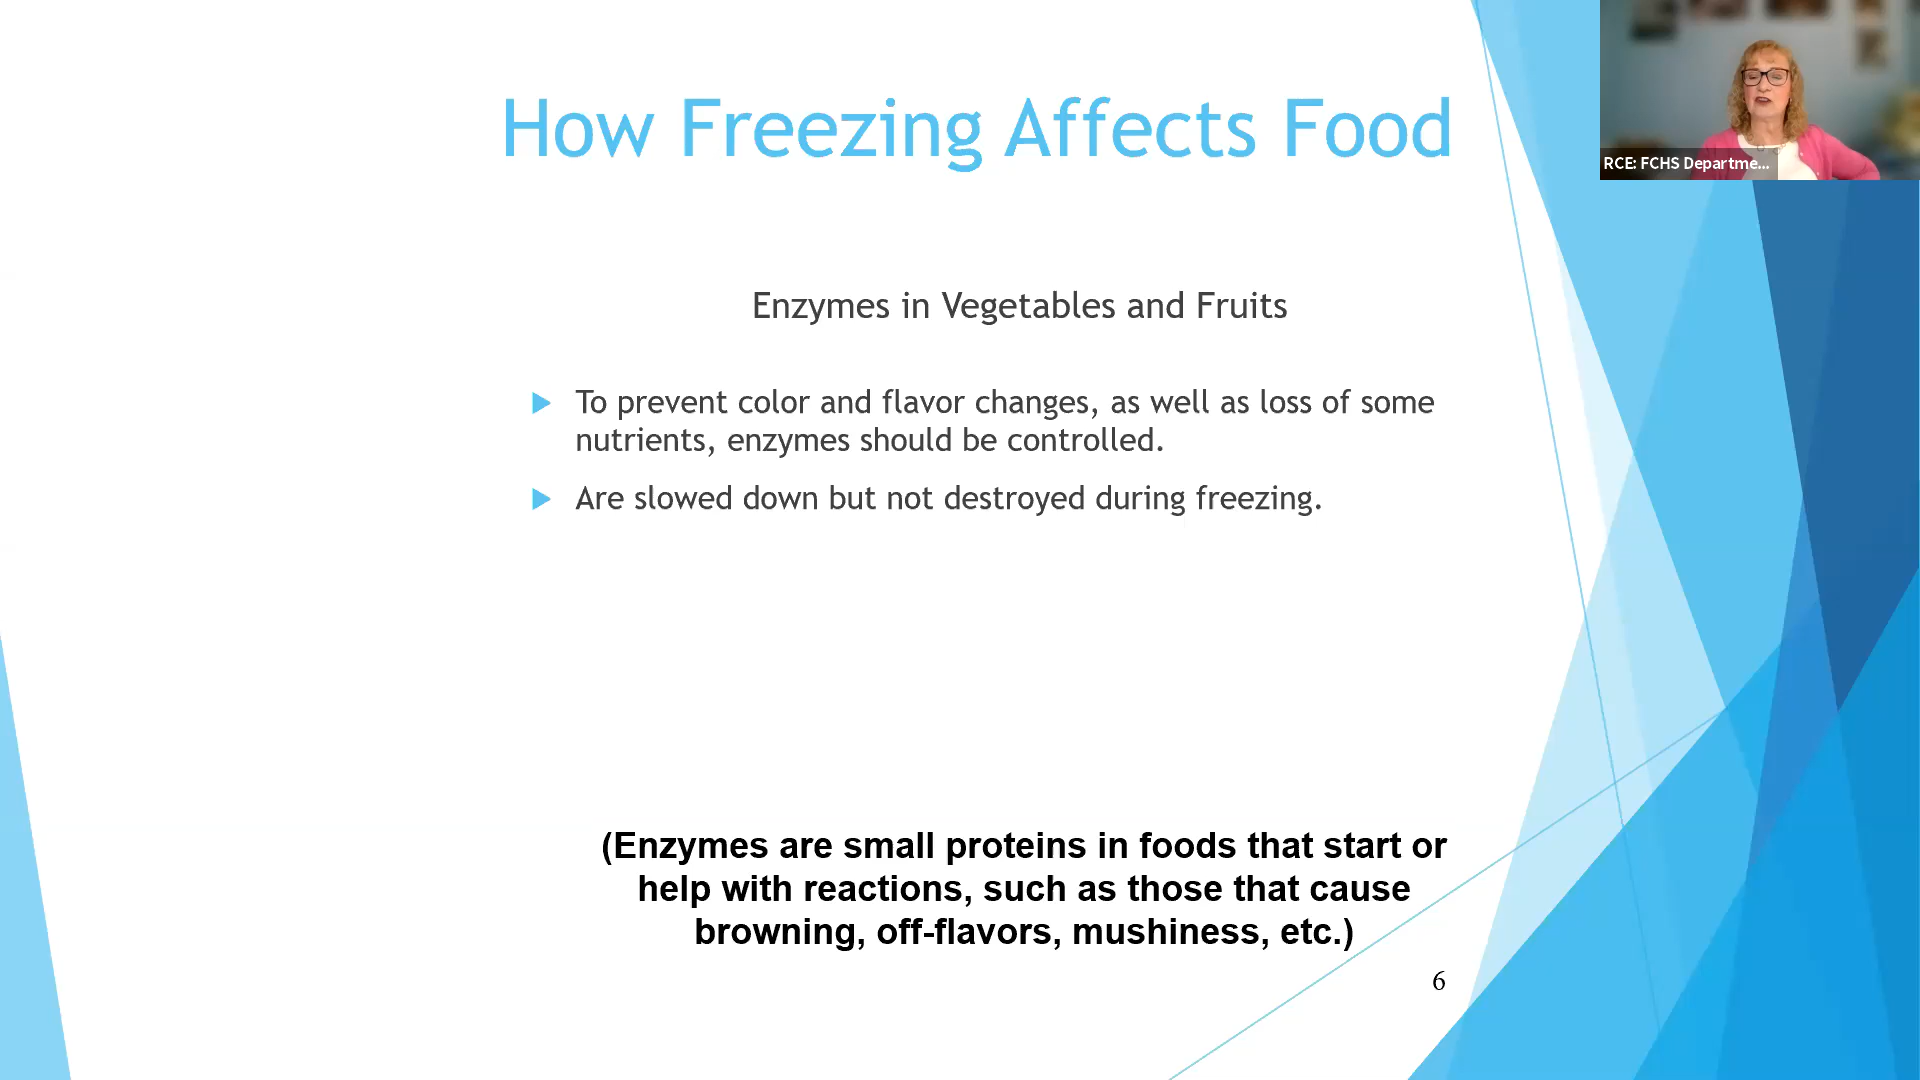 How Freezing Affects Food
RCE: FCHS Departme...
Enzymes in Vegetables and Fruits
To prevent color and flavor changes, as well as loss of some
nutrients, enzymes should be controlled.
Are slowed down but not destroyed during freezing.
(Enzymes are small proteins in foods that start or
help with reactions, such as those that cause
browning, off-flavors, mushiness, etc.)
6